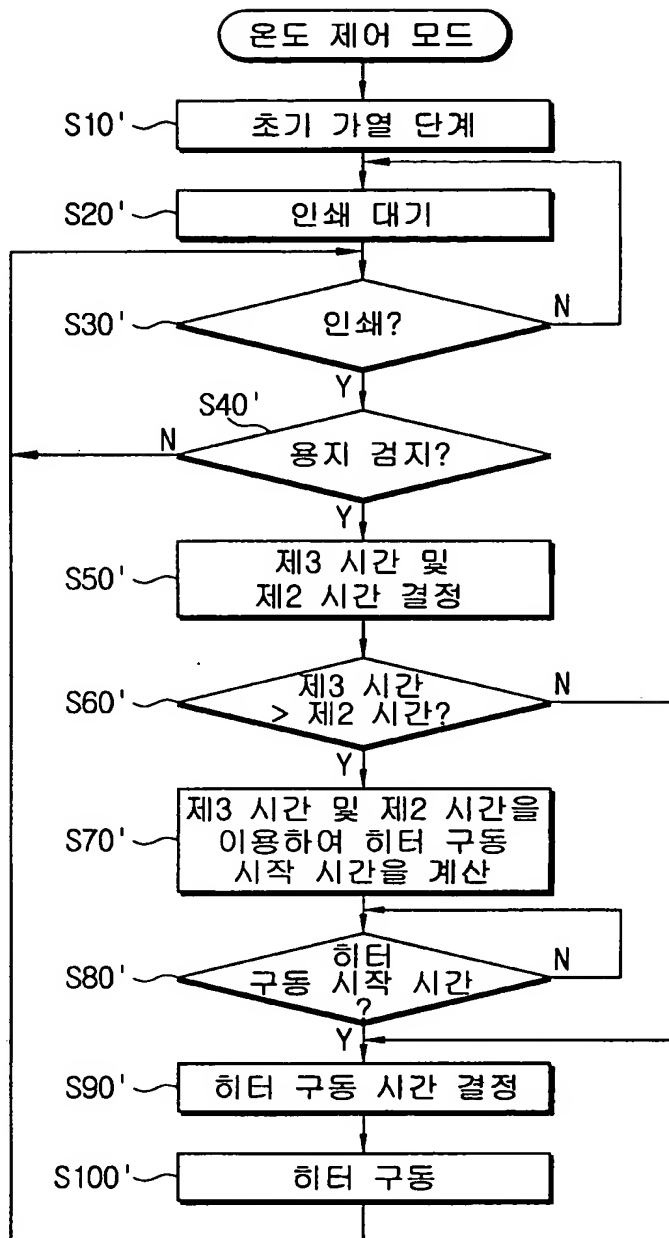 온도 제어 모드
S10'
초기 가열 단계
S20'
인쇄 대기
S30'
인쇄?
N
Y
S40'
N
용지 검지?
Y
S50'
제3 시간 및
제2 시간 결정
S60'
제3 시간
> 제2 시간?
N
Y
S70'
제3 시간 및 제2 시간을
이용하여 히터 구동
시작 시간을 계산
S80'
히터
구동 시작 시간
?
N
Y
S90'
히터 구동 시간 결정
S100'
히터 구동